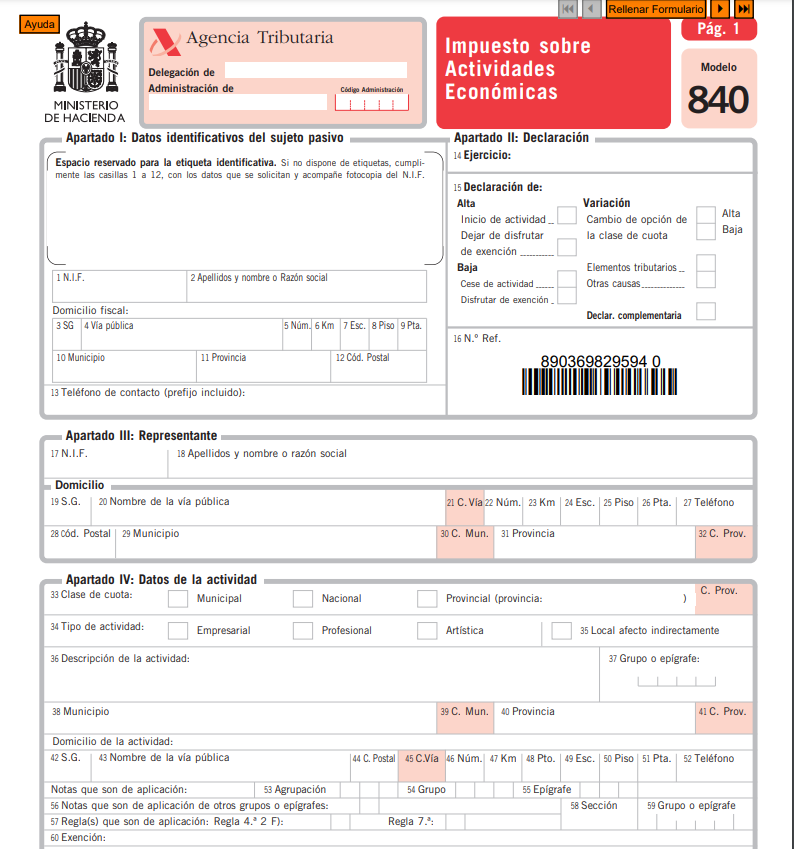 Ayuda
Rellenar Formulario
MINISTERIO
DE HACIENDA
Agencia Tributaria
Delegación de
Administración de
Código Administración
Impuesto sobre
Actividades
Económicas
Pág. 1
Modelo
840
Apartado I: Datos identificativos del sujeto pasivo
Espacio reservado para la etiqueta identificativa. Si no dispone de etiquetas, cumpli-
mente las casillas 1 a 12, con los datos que se solicitan y acompañe fotocopia del N.I.F.
1 N.I.F.
2 Apellidos y nombre o Razón social
Domicilio fiscal:
3 SG
4 Vía pública
5 Núm.
6 Km
7 Esc.
8 Piso
9 Pta.
10 Municipio
11 Provincia
12 Cód. Postal
13 Teléfono de contacto (prefijo incluido):
Apartado II: Declaración
14 Ejercicio:
15 Declaración de:
Alta
Inicio de actividad
Dejar de disfrutar
de exención
Baja
Cese de actividad
Disfrutar de exención
Variación
Cambio de opción de
la clase de cuota
Alta
Baja
Elementos tributarios
Otras causas
Declar. complementaria
16 N.º Ref.
890369829594 0
Apartado III: Representante
17 N.I.F.
18 Apellidos y nombre o razón social
Domicilio
19 S.G.
20 Nombre de la vía pública
21 C. Vía
22 Núm.
23 Km
24 Esc.
25 Piso
26 Pta.
27 Teléfono
28 Cód. Postal
29 Municipio
30 C. Mun.
31 Provincia
32 C. Prov.
Apartado IV: Datos de la actividad
33 Clase de cuota:
Municipal
Nacional
Provincial (provincia: )
C. Prov.
34 Tipo de actividad:
Empresarial
Profesional
Artística
35 Local afecto indirectamente
36 Descripción de la actividad:
37 Grupo o epígrafe:
38 Municipio
39 C. Mun.
40 Provincia
41 C. Prov.
Domicilio de la actividad:
42 S.G.
43 Nombre de la vía pública
44 C. Postal
45 C.Vía
46 Núm.
47 Km
48 Pto.
49 Esc.
50 Piso
51 Pta.
52 Teléfono
Notas que son de aplicación:
53 Agrupación
54 Grupo
55 Epígrafe
56 Notas que son de aplicación de otros grupos o epígrafes:
58 Sección
59 Grupo o epígrafe
57 Regla(s) que son de aplicación: Regla 4.ª 2 F):
Regla 7.ª:
60 Exención: